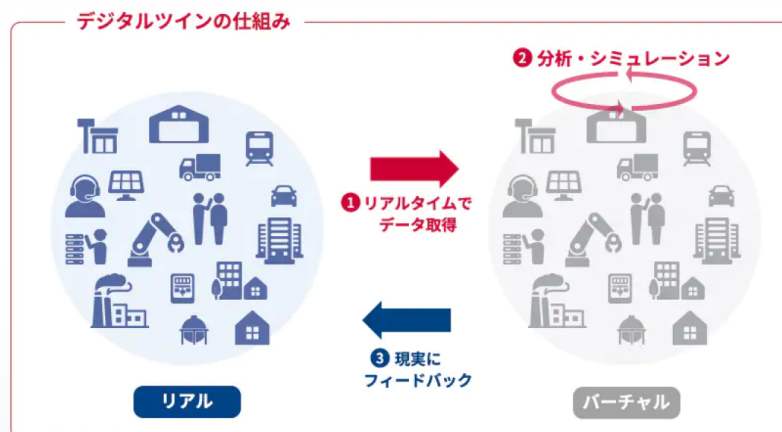 デジタルツインの仕組み
❷ 分析・シミュレーション
❶ リアルタイムで
データ取得
❸ 現実に
フィードバック
リアル
バーチャル